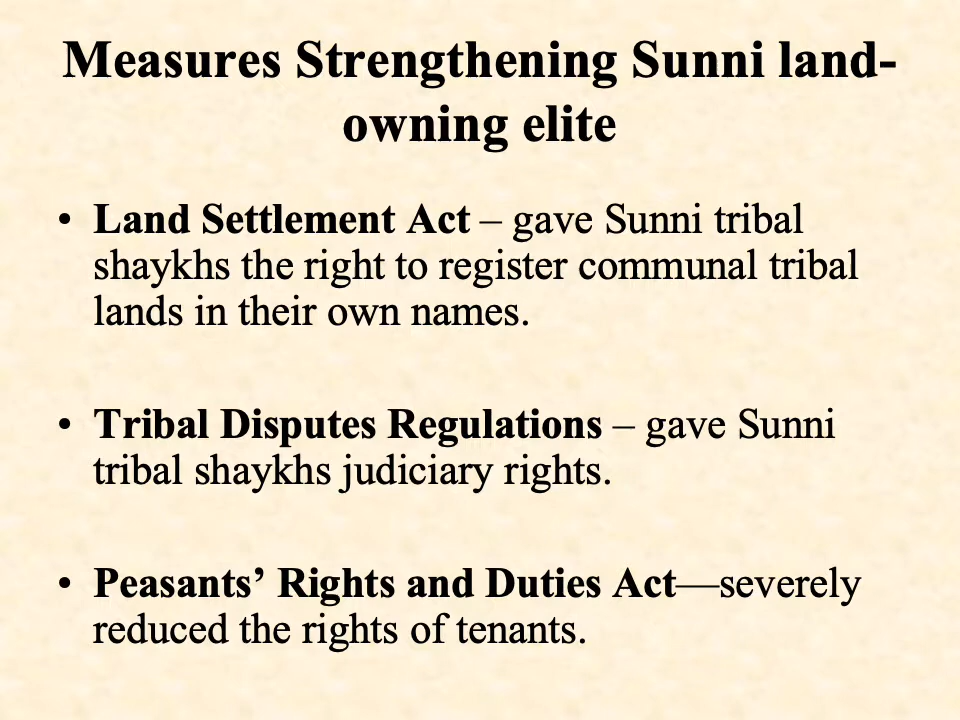 Measures Strengthening Sunni land-
owning elite
• Land Settlement Act – gave Sunni tribal
shaykhs the right to register communal tribal
lands in their own names.
• Tribal Disputes Regulations – gave Sunni
tribal shaykhs judiciary rights.
• Peasants’ Rights and Duties Act—severely
reduced the rights of tenants.